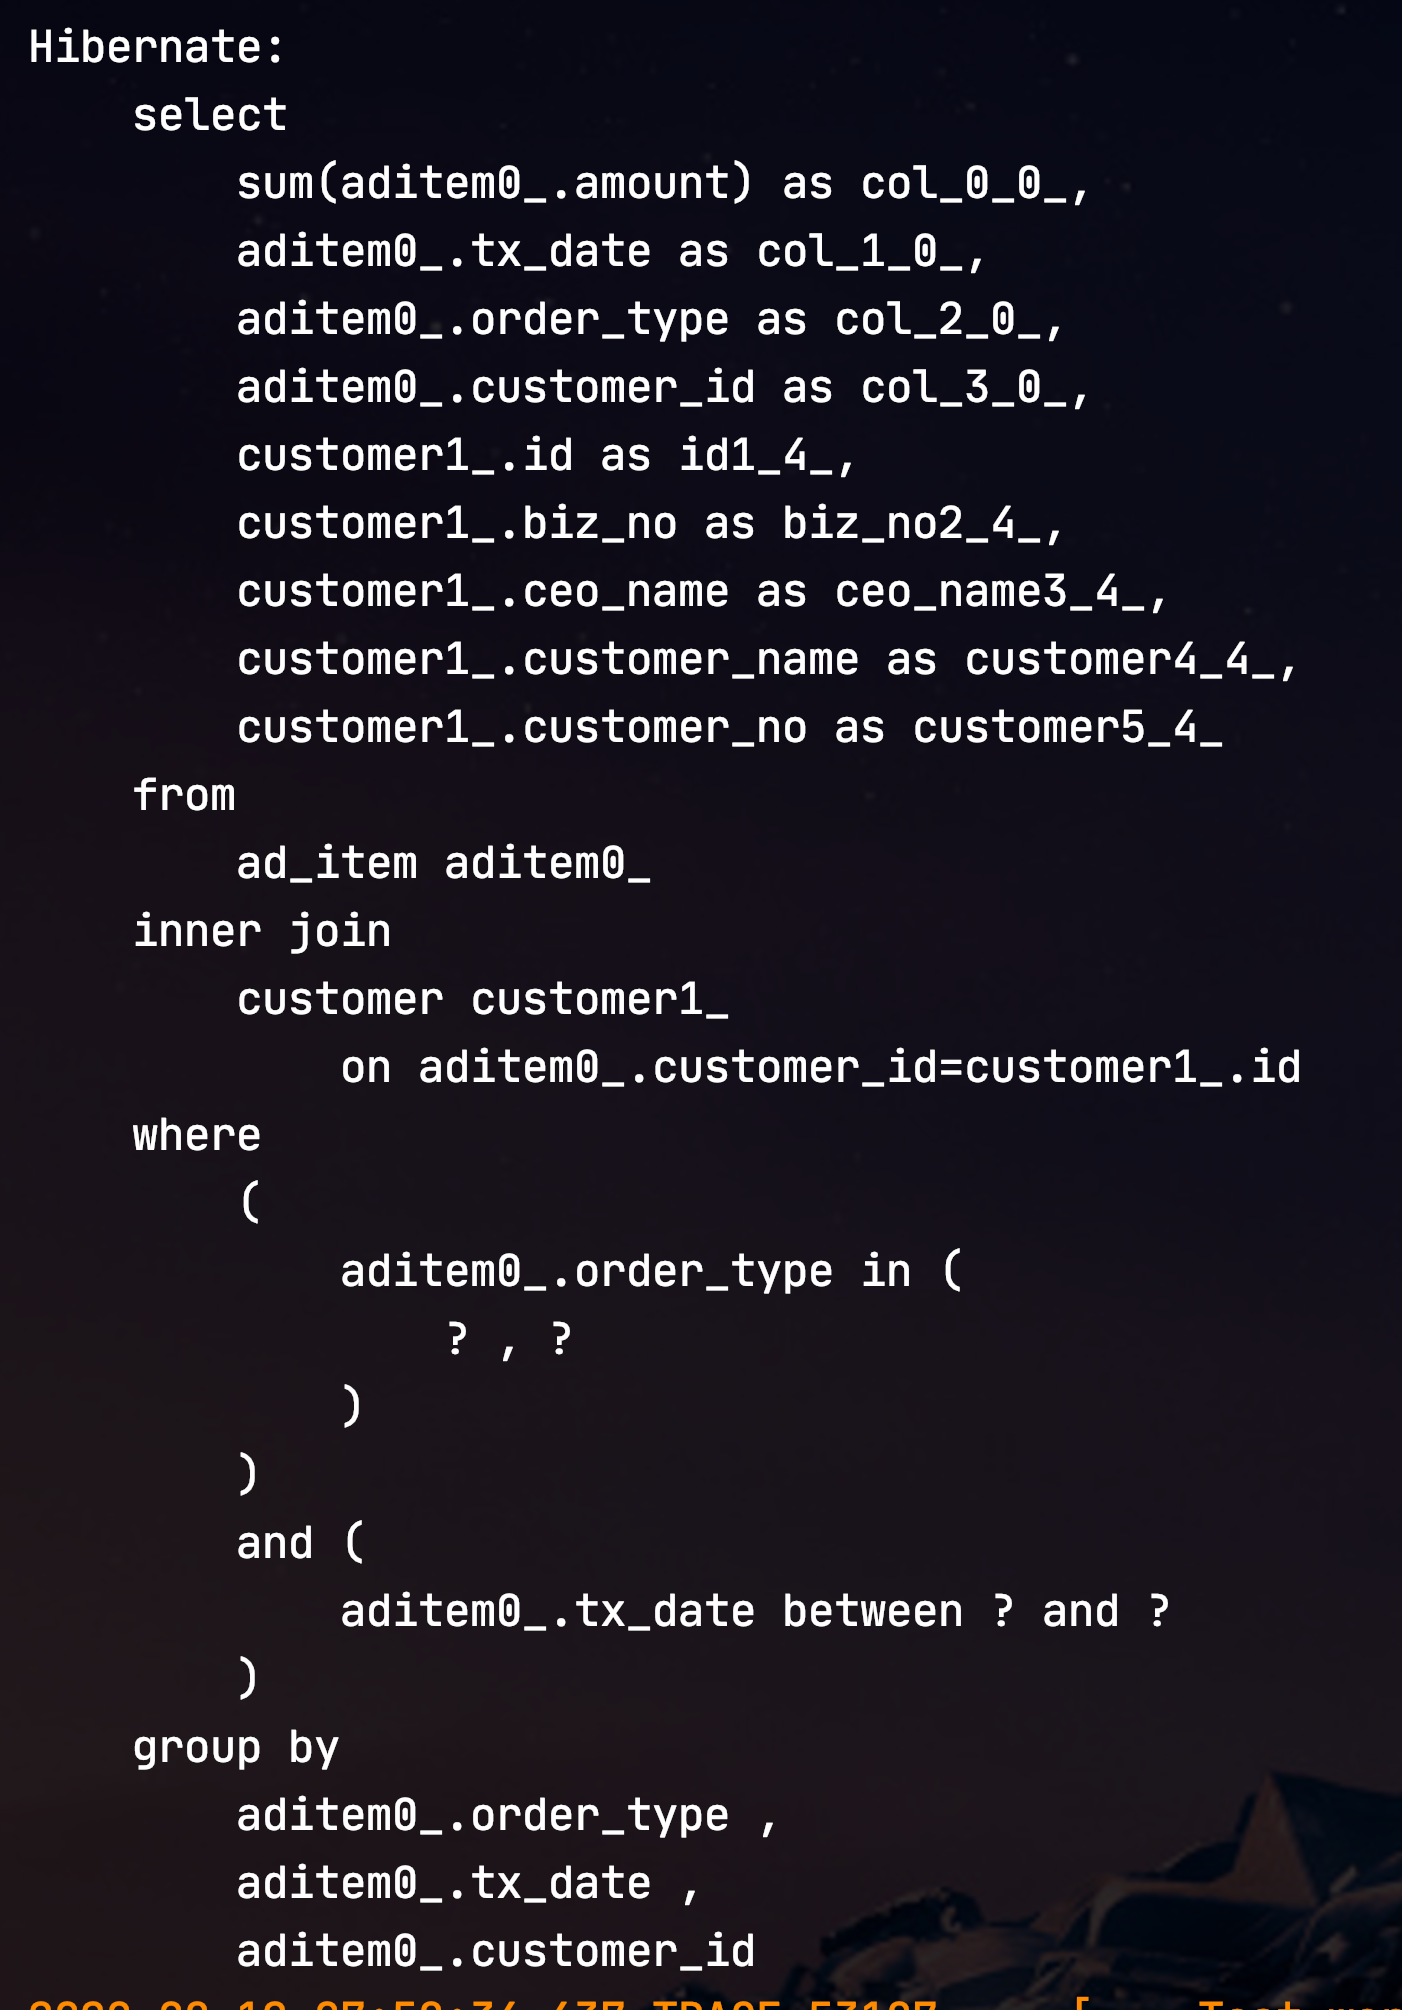 Hibernate:
select
sum(aditem0_.amount) as col_0_0_,
aditem0_.tx_date as col_1_0_,
aditem0_.order_type as col_2_0_,
aditem0_.customer_id as col_3_0_,
customer1_.id as id1_4_,
customer1_.biz_no as biz_no2_4_,
customer1_.ceo_name as ceo_name3_4_,
customer1_.customer_name as customer4_4_,
customer1_.customer_no as customer5_4_
from
ad_item aditem0_
inner join
customer customer1_
on aditem0_.customer_id=customer1_.id
where
(
aditem0_.order_type in (
? , ?
)
)
and (
aditem0_.tx_date between ? and ?
)
group by
aditem0_.order_type ,
aditem0_.tx_date ,
aditem0_.customer_id